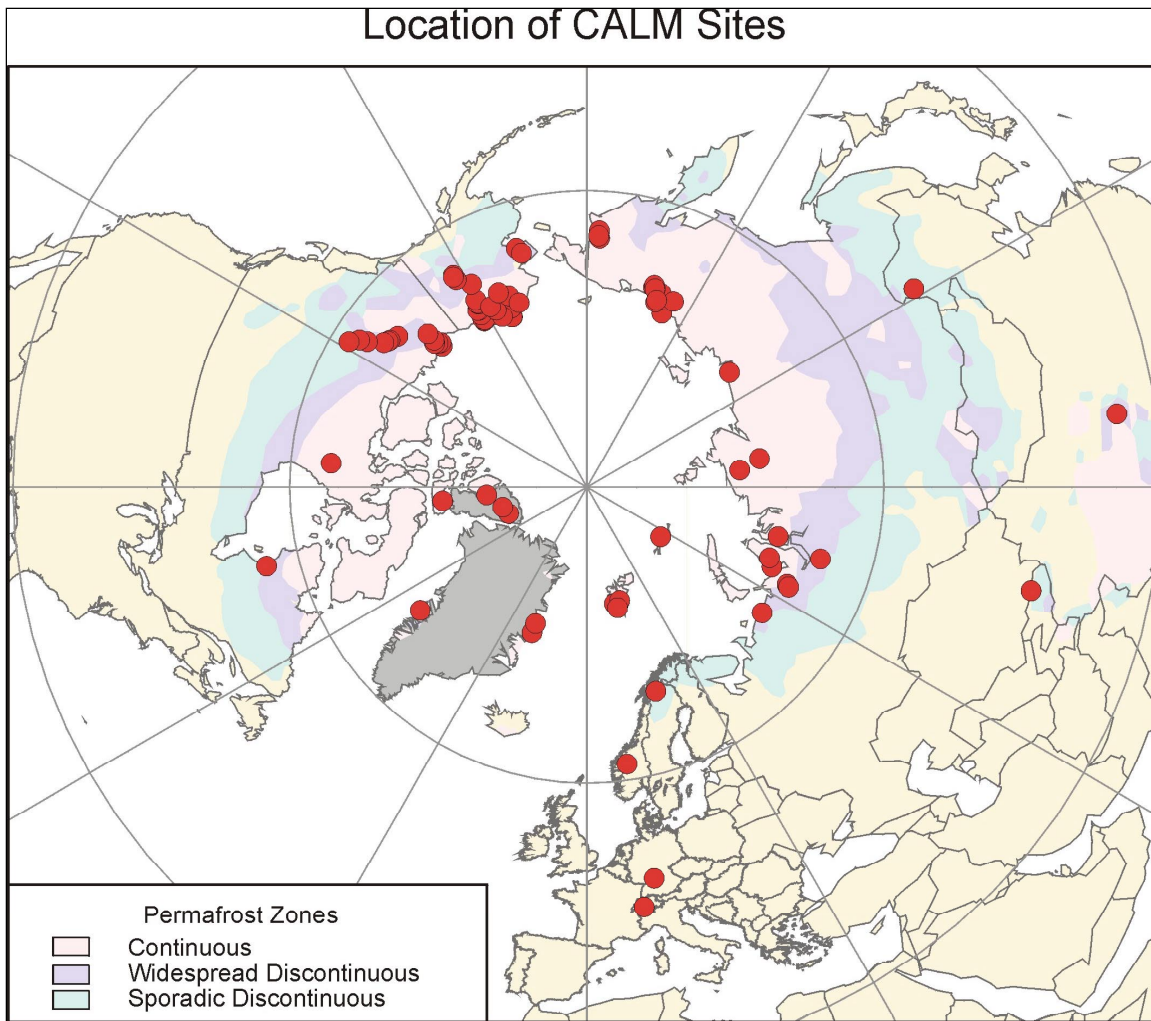 Location of CALM Sites
Permafrost Zones
Continuous
Widespread Discontinuous
Sporadic Discontinuous